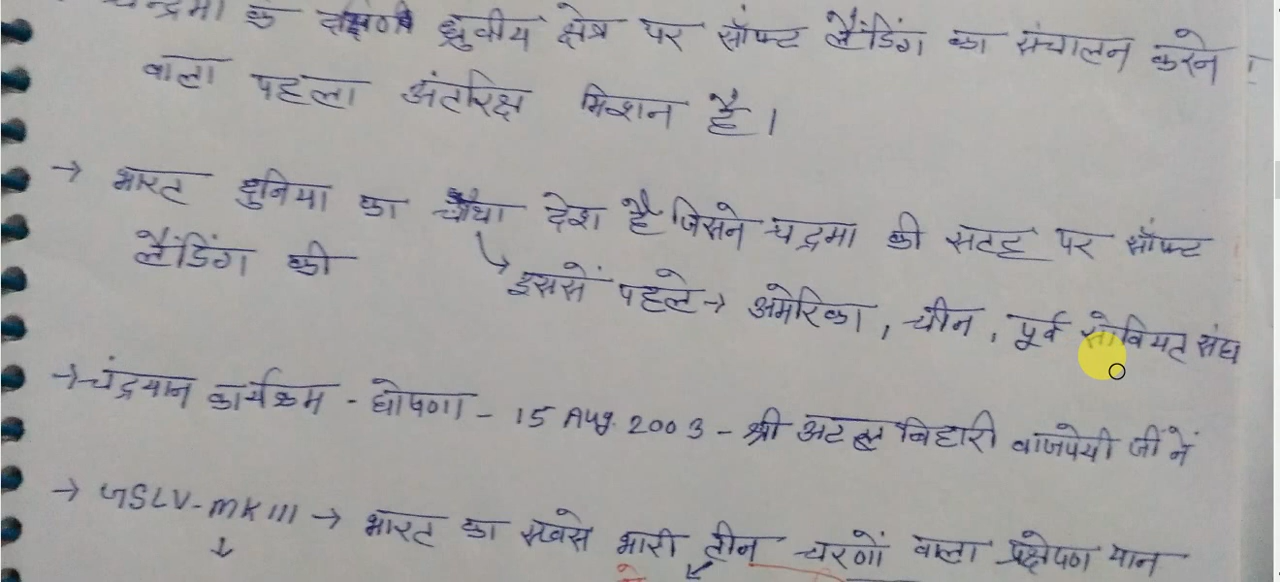 चन्द्रमा के दक्षिणी ध्रुवीय क्षेत्र पर सॉफ्ट लैंडिंग का संचालन करने
वाला पहला अंतरिक्ष मिशन है।
→ भारत दुनिया का चौथा देश है जिसने चद्रमा की सतह पर सॉफ्ट
लैंडिंग की
इससें पहले → अमेरिका, चीन, पूर्व सोवियत संघ
→ चंद्रयान कार्यक्रम - घोषणा - 15 Aug. 2003 - श्री अटल बिहारी वाजपेयी जी नें
→ GSLV-MK III → भारत का सबसे भारी तीन चरणों वाला प्रक्षेपण यान